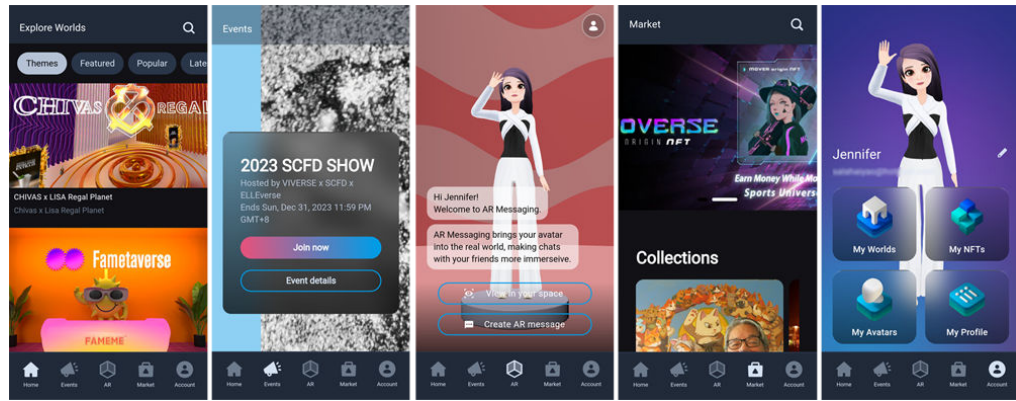 Explore Worlds
Themes
Featured
Popular
Late
CHIVAS REGAL
CHIVAS x LISA Regal Planet
Chivas x Lisa Regal Planet
Fametaverse
FAMEME
Home
Events
AR
Market
Account
Events
2023 SCFD SHOW
Hosted by VIVERSE x SCFD x
ELLEverse
Ends Sun, Dec 31, 2023 11:59 PM
GMT+8
Join now
Event details
Home
Events
AR
Market
Account
Hi Jennifer!
Welcome to AR Messaging.
AR Messaging brings your avatar
into the real world, making chats
with your friends more immerseive.
View in your space
Create AR message
Home
Events
AR
Market
Account
Market
MOVER origin NFT
OVERSE
ORIGIN NFT
Earn Money While Mo
Sports Univers
Collections
Home
Events
AR
Market
Account
Jennifer
My Worlds
My NFTs
My Avatars
My Profile
Home
Events
AR
Market
Account